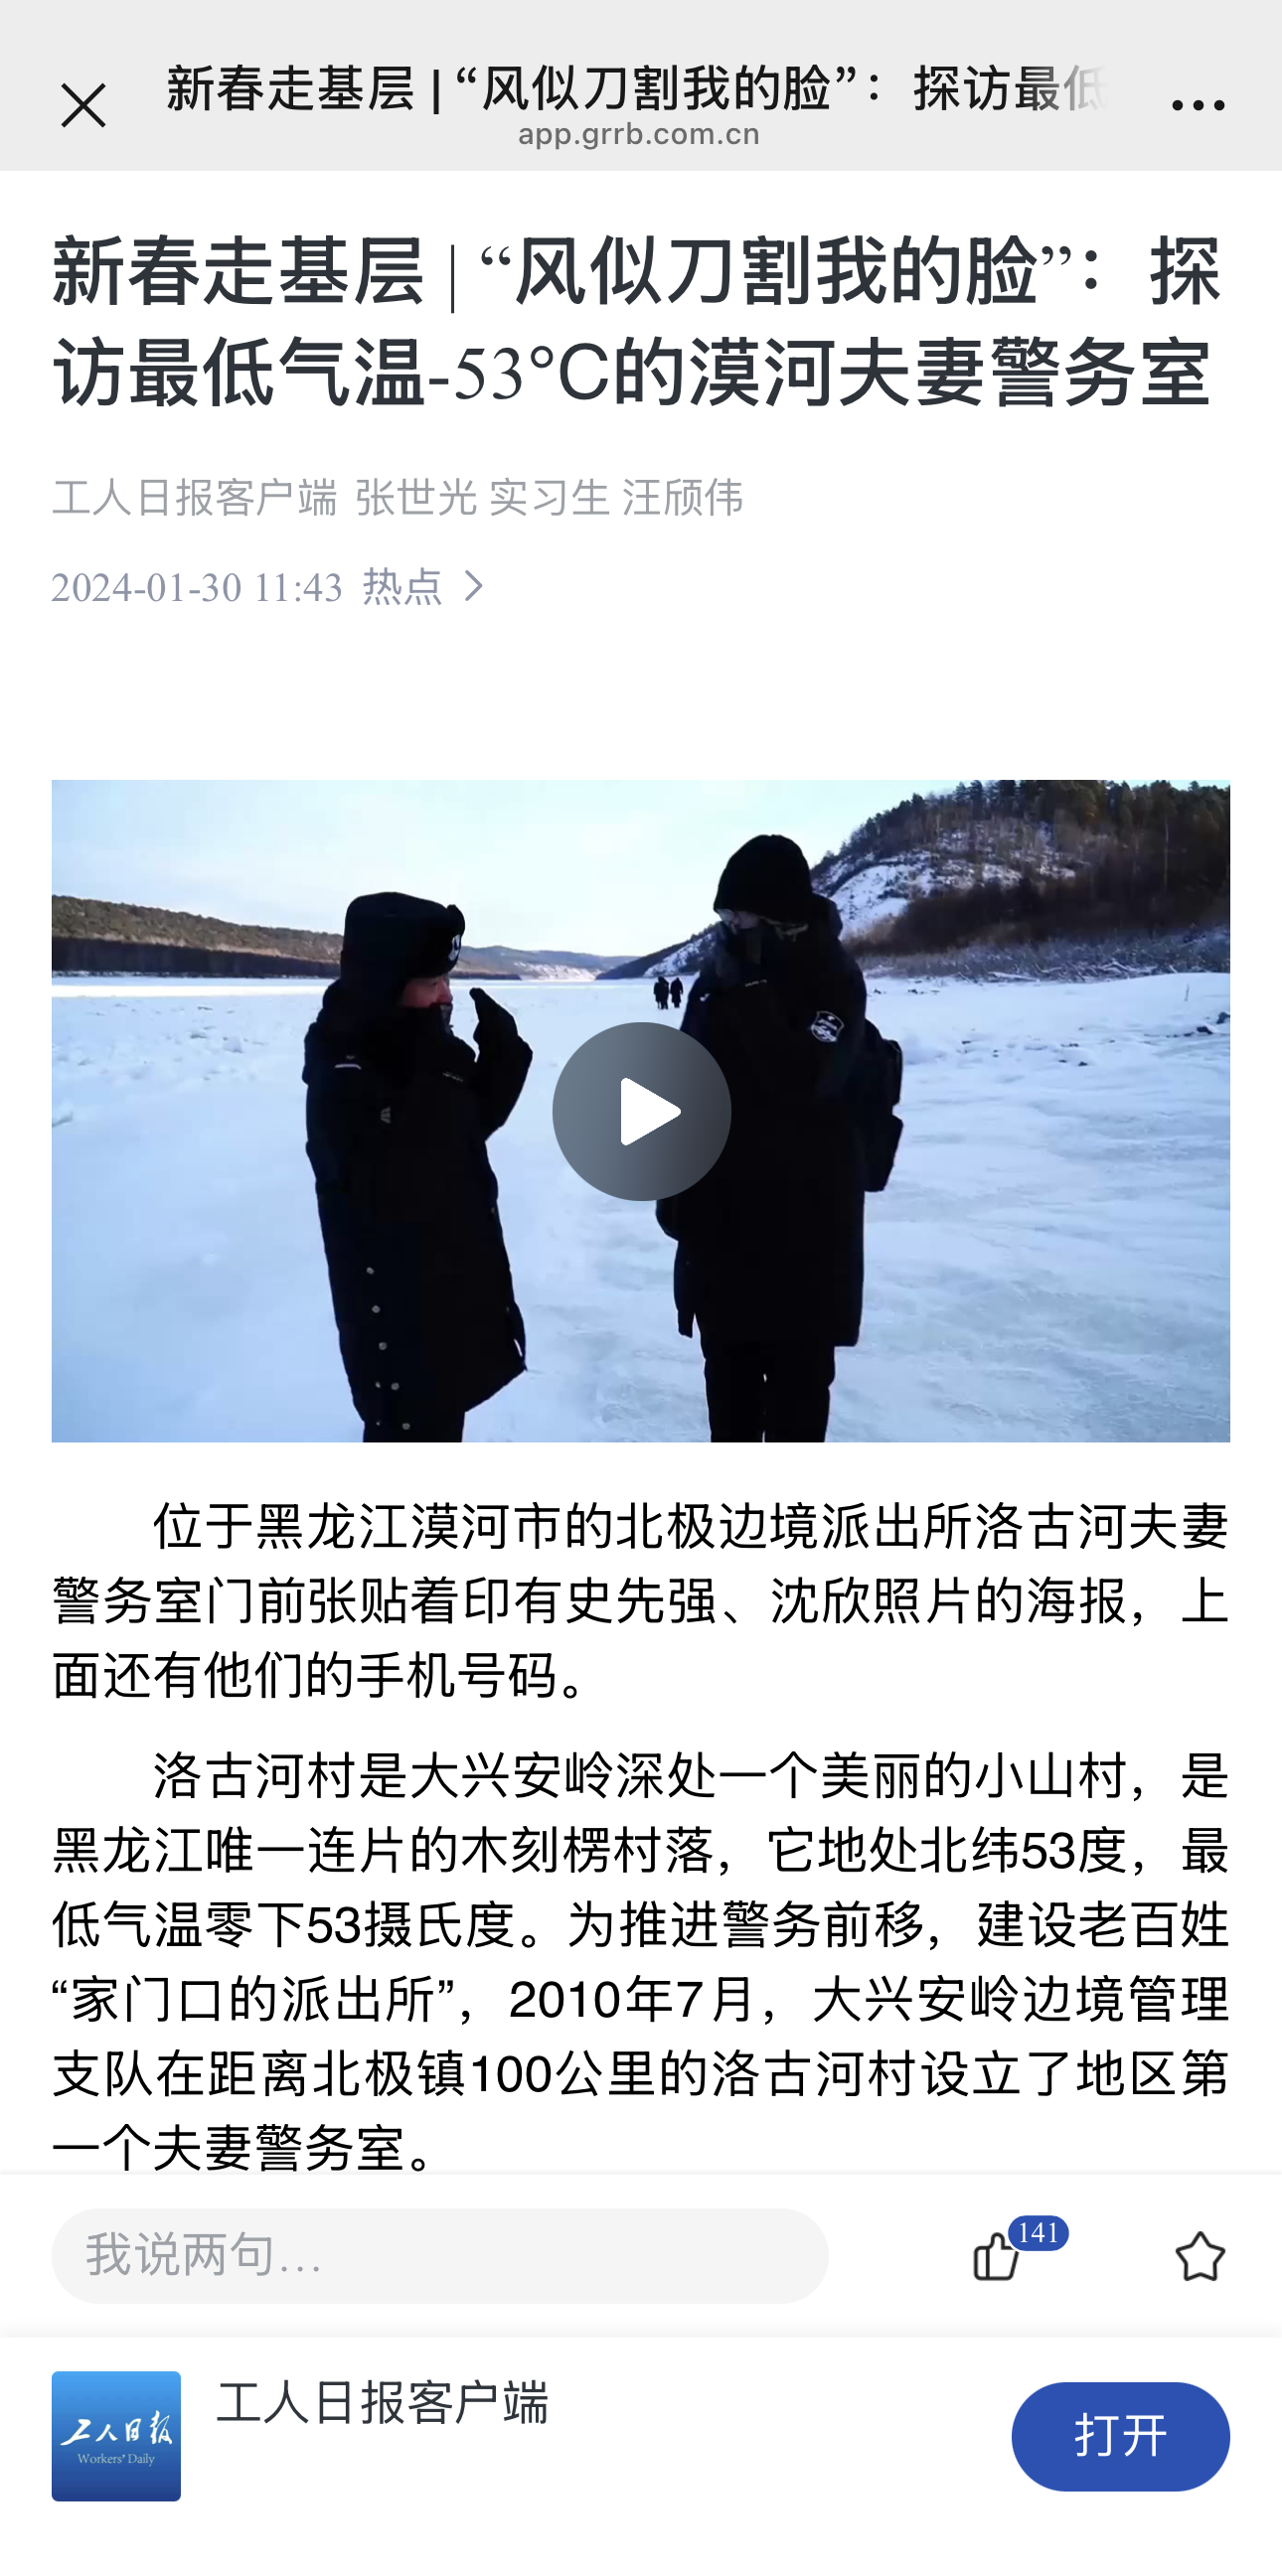 新春走基层 | “风似刀割我的脸”：探访最低
app.grrb.com.cn
新春走基层 | “风似刀割我的脸”：探
访最低气温-53℃的漠河夫妻警务室
工人日报客户端 张世光 实习生 汪颀伟
2024-01-30 11:43 热点
位于黑龙江漠河市的北极边境派出所洛古河夫妻
警务室门前张贴着印有史先强、沈欣照片的海报，上
面还有他们的手机号码。
洛古河村是大兴安岭深处一个美丽的小山村，是
黑龙江唯一连片的木刻楞村落，它地处北纬53度，最
低气温零下53摄氏度。为推进警务前移，建设老百姓
“家门口的派出所”，2010年7月，大兴安岭边境管理
支队在距离北极镇100公里的洛古河村设立了地区第
一个夫妻警务室。
我说两句...
141
工人日报
Workers' Daily
工人日报客户端
打开